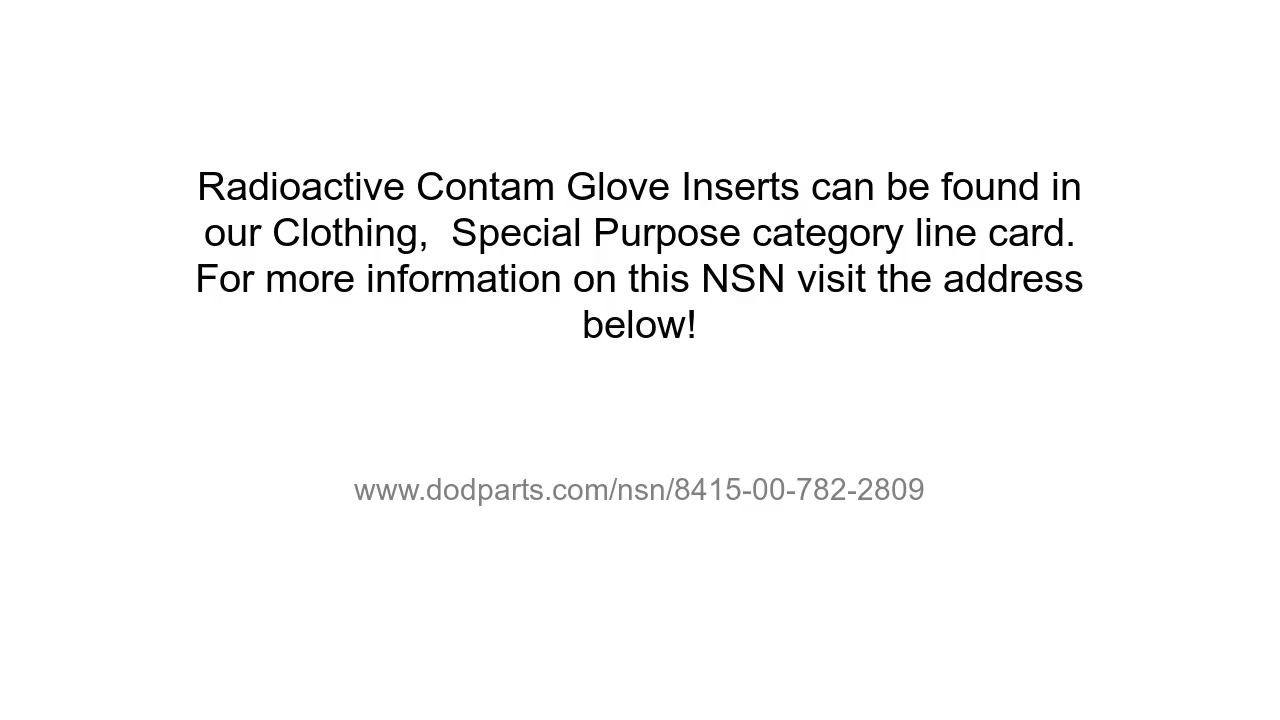 Radioactive Contam Glove Inserts can be found in
our Clothing,  Special Purpose category line card.
For more information on this NSN visit the address
below!
www.dodparts.com/nsn/8415-00-782-2809